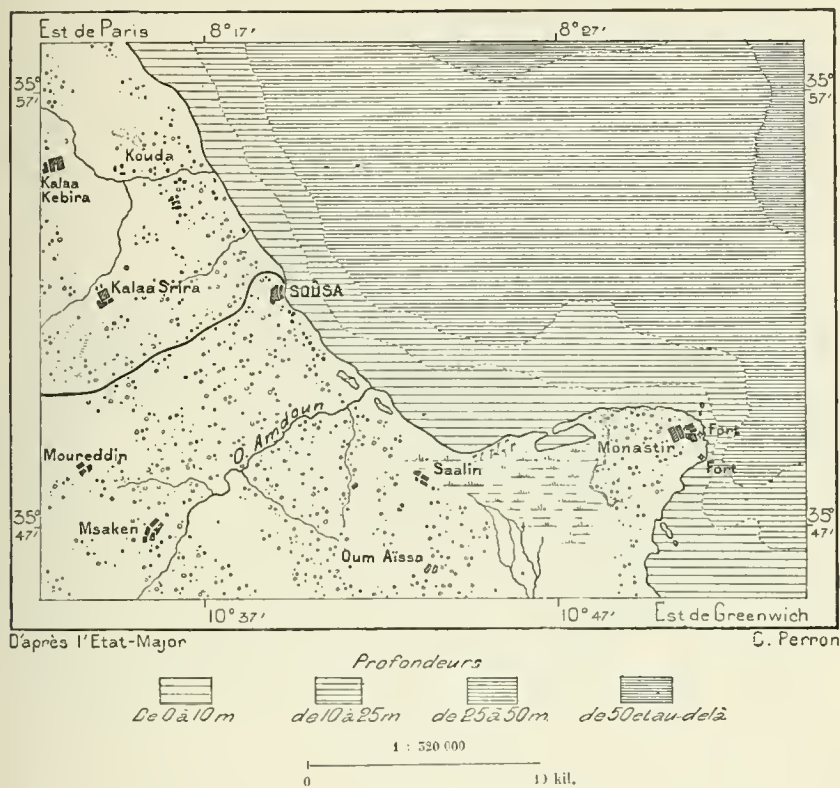 Est de Paris
8° 17'
8° 27'
35°
57'
35°
57'
Kouda
Kalaa
Kebira
Kalaa Srira
SOUSA
O. Amdoun
Moureddin
Saalin
Monastir
Fort
Fort
35°
47'
35°
47'
Msaken
Oum Aïssa
10° 37'
10° 47'
Est de Greenwich
D'après l'Etat-Major
C. Perron
Profondeurs
De 0 à 10 m
de 10 à 25 m
de 25 à 50 m.
de 50 et au-delà
1 : 320 000
0
10 kil.